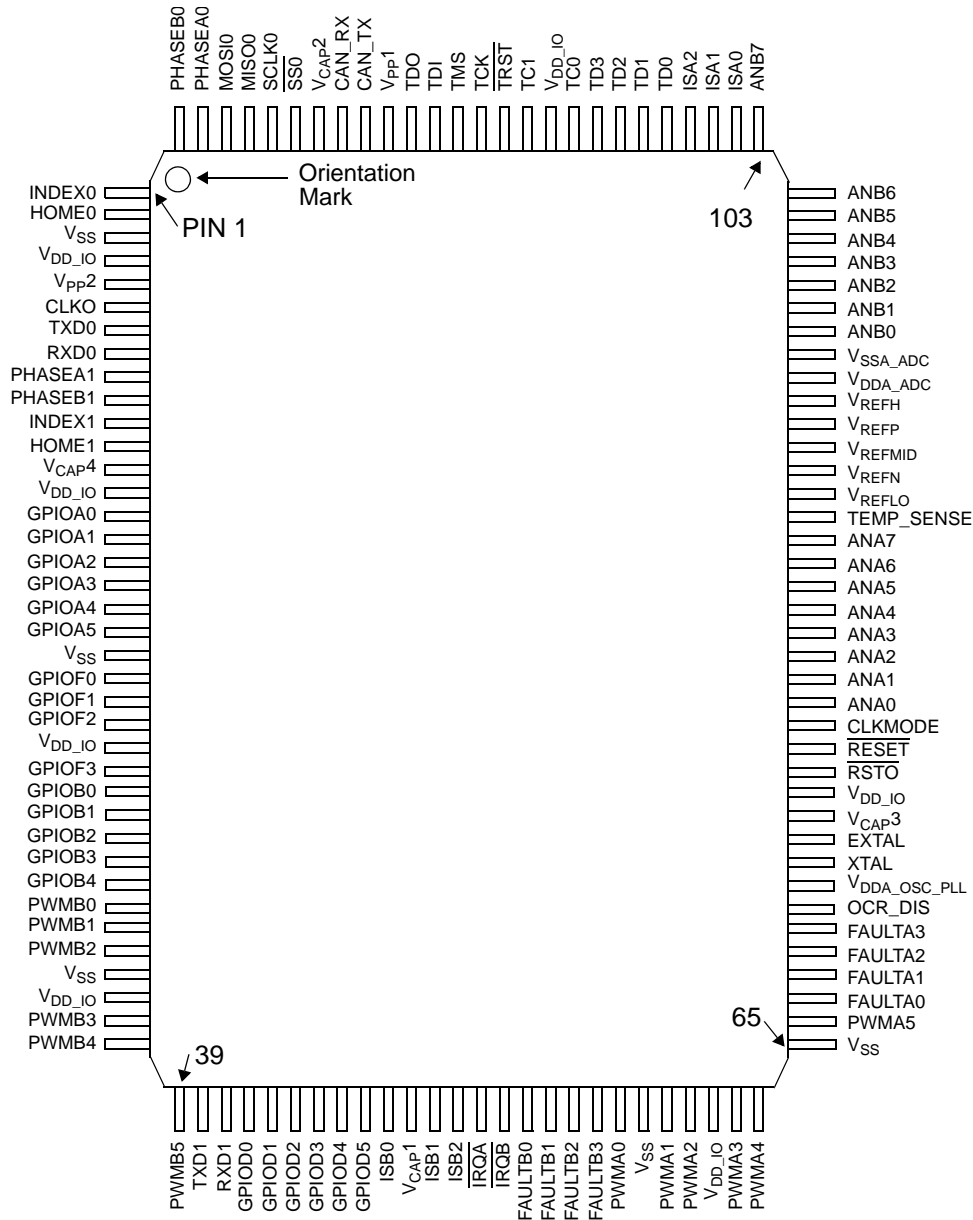 PHASEB0
PHASEA0
MOSI0
MISO0
SCLK0
SS0
VCAP2
CAN_RX
CAN_TX
VPP1
TDO
TDI
TMS
TCK
TRST
TC1
VDD_IO
TC0
TD3
TD2
TD1
TD0
ISA2
ISA1
ISA0
ANB7
Orientation
Mark
PIN 1
103
INDEX0
HOME0
VSS
VDD_IO
VPP2
CLKO
TXD0
RXD0
PHASEA1
PHASEB1
INDEX1
HOME1
VCAP4
VDD_IO
GPIOA0
GPIOA1
GPIOA2
GPIOA3
GPIOA4
GPIOA5
VSS
GPIOF0
GPIOF1
GPIOF2
VDD_IO
GPIOF3
GPIOB0
GPIOB1
GPIOB2
GPIOB3
GPIOB4
PWMB0
PWMB1
PWMB2
VSS
VDD_IO
PWMB3
PWMB4
ANB6
ANB5
ANB4
ANB3
ANB2
ANB1
ANB0
VSSA_ADC
VDDA_ADC
VREFH
VREFP
VREFMID
VREFN
VREFLO
TEMP_SENSE
ANA7
ANA6
ANA5
ANA4
ANA3
ANA2
ANA1
ANA0
CLKMODE
RESET
RSTO
VDD_IO
VCAP3
EXTAL
XTAL
VDDA_OSC_PLL
OCR_DIS
FAULTA3
FAULTA2
FAULTA1
FAULTA0
PWMA5
VSS
65
39
PWMB5
TXD1
RXD1
GPIOD0
GPIOD1
GPIOD2
GPIOD3
GPIOD4
GPIOD5
ISB0
VCAP1
ISB1
ISB2
IRQA
IRQB
FAULTB0
FAULTB1
FAULTB2
FAULTB3
PWMA0
VSS
PWMA1
PWMA2
VDD_IO
PWMA3
PWMA4